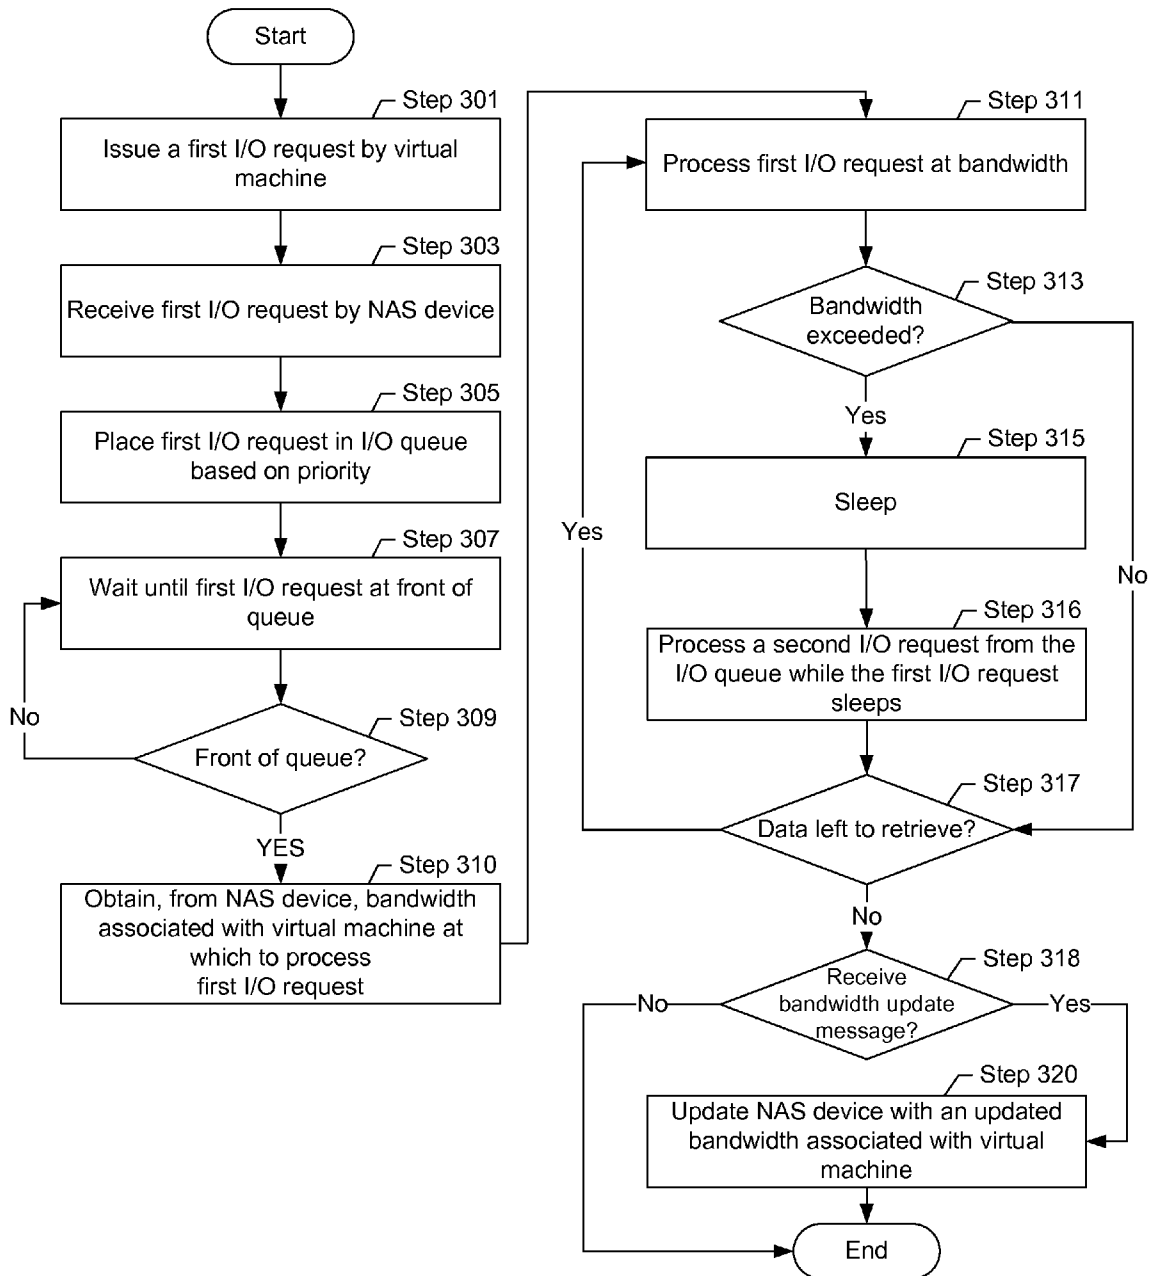 Start
Step 301
Issue a first I/O request by virtual
machine
Step 303
Receive first I/O request by NAS device
Step 305
Place first I/O request in I/O queue
based on priority
Step 307
Wait until first I/O request at front of
queue
No
Step 309
Front of queue?
YES
Step 310
Obtain, from NAS device, bandwidth
associated with virtual machine at
which to process
first I/O request
Step 311
Process first I/O request at bandwidth
Step 313
Bandwidth
exceeded?
Yes
Step 315
Sleep
Yes
No
Step 316
Process a second I/O request from the
I/O queue while the first I/O request
sleeps
Step 317
Data left to retrieve?
No
Step 318
Receive
bandwidth update
message?
No
Yes
Step 320
Update NAS device with an updated
bandwidth associated with virtual
machine
End